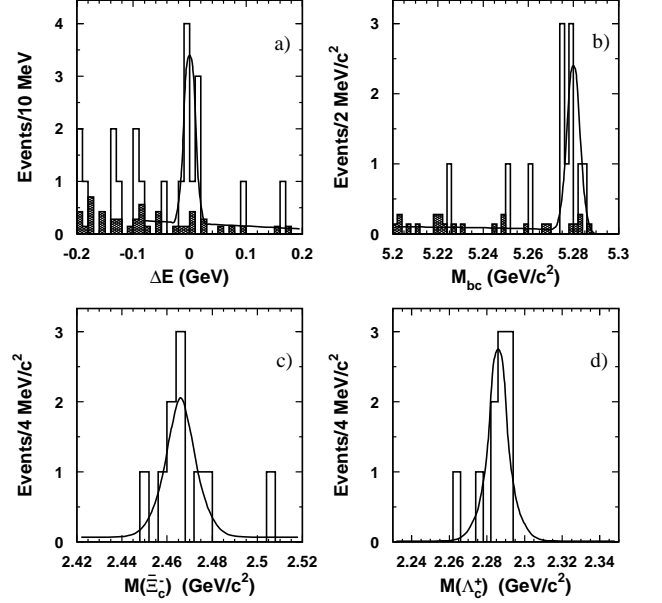 a)
Events/10 MeV
4
3
2
1
0
-0.2 -0.1 0 0.1 0.2
ΔE (GeV)
b)
Events/2 MeV/c²
3
2
1
0
5.2 5.22 5.24 5.26 5.28 5.3
M_bc (GeV/c²)
c)
Events/4 MeV/c²
3
2
1
0
2.42 2.44 2.46 2.48 2.5 2.52
M(Ξ̄_c⁻) (GeV/c²)
d)
Events/4 MeV/c²
3
2
1
0
2.24 2.26 2.28 2.3 2.32 2.34
M(Λ_c⁺) (GeV/c²)